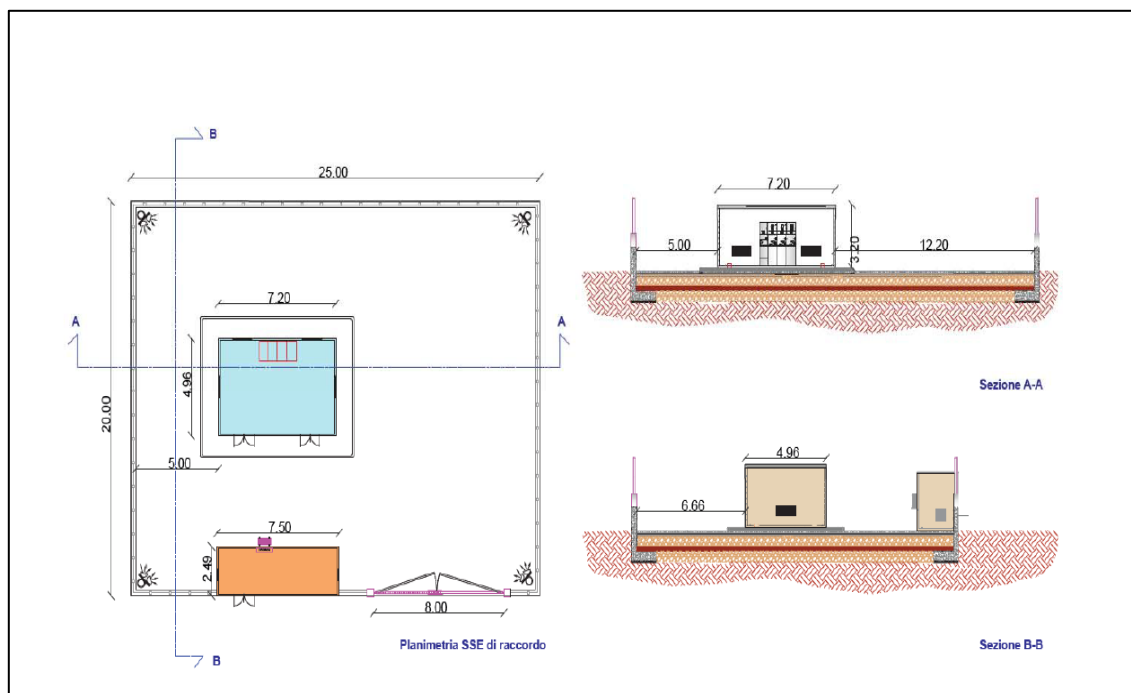 B
25.00
7.20
A
A
4.96
20.00
5.00
7.50
2.49
8.00
Planimetria SSE di raccordo
B
7.20
5.00
3.20
12.20
Sezione A-A
4.96
6.66
Sezione B-B